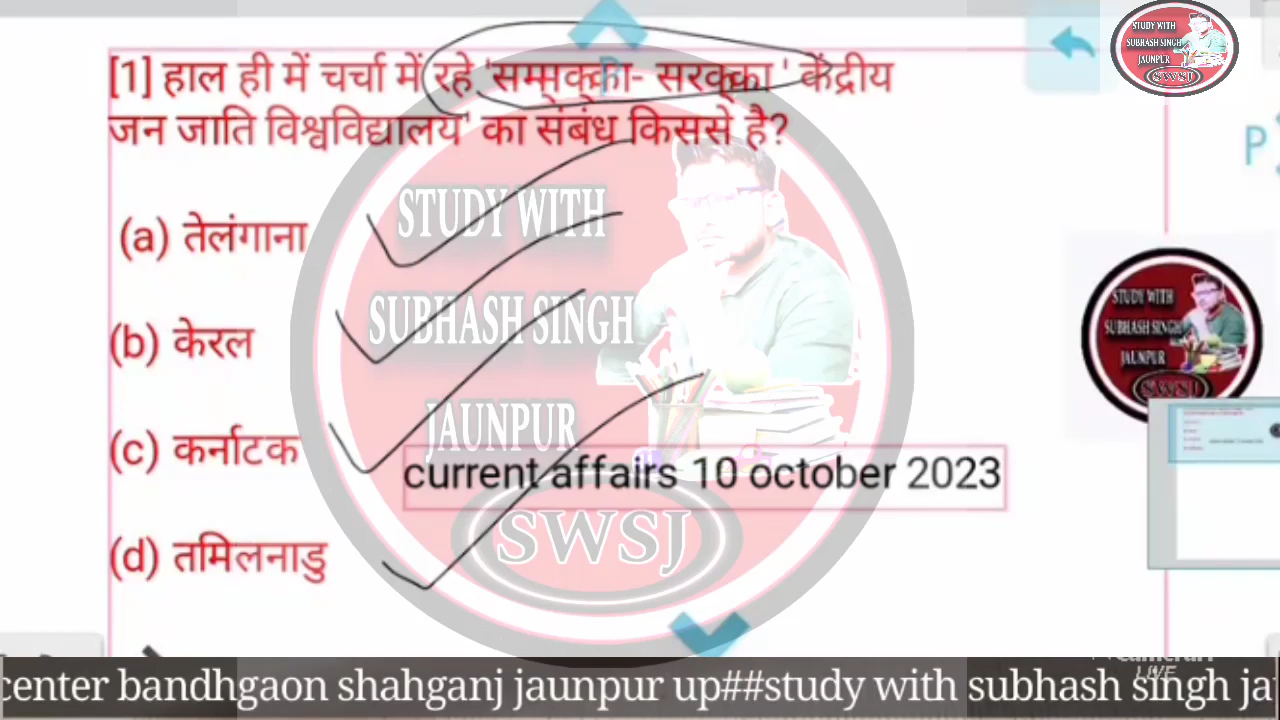 STUDY WITH
SUBHASH SINGH
JAUNPUR
SWSJ
[1] हाल ही में चर्चा में रहे 'सम्मक्का- सरक्का ' केंद्रीय
जन जाति विश्वविद्यालय' का संबंध किससे है?
(a) तेलंगाना
(b) केरल
(c) कर्नाटक
(d) तमिलनाडु
STUDY WITH
SUBHASH SINGH
JAUNPUR
SWSJ
current affairs 10 october 2023
STUDY WITH
SUBHASH SINGH
JAUNPUR
SWSJ
LIVE
center bandhgaon shahganj jaunpur up##study with subhash singh ja